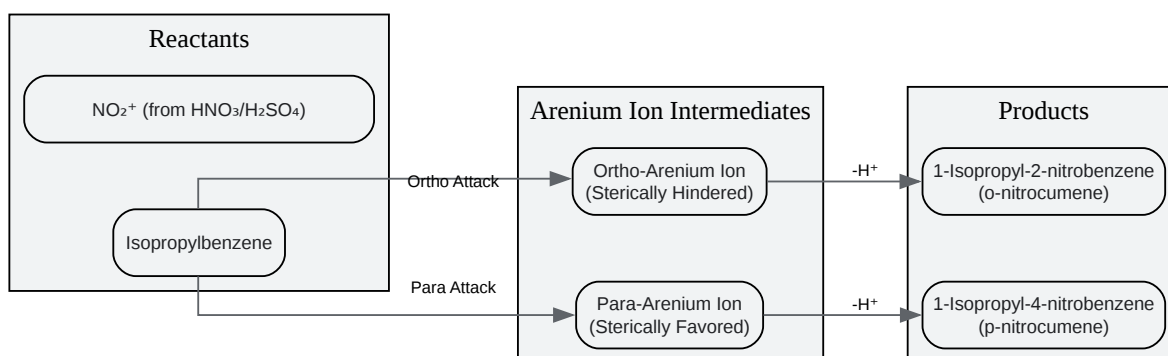 Reactants
NO₂⁺ (from HNO₃/H₂SO₄)
Isopropylbenzene
Ortho Attack
Para Attack
Arenium Ion Intermediates
Ortho-Arenium Ion
(Sterically Hindered)
Para-Arenium Ion
(Sterically Favored)
-H⁺
-H⁺
Products
1-Isopropyl-2-nitrobenzene
(o-nitrocumene)
1-Isopropyl-4-nitrobenzene
(p-nitrocumene)